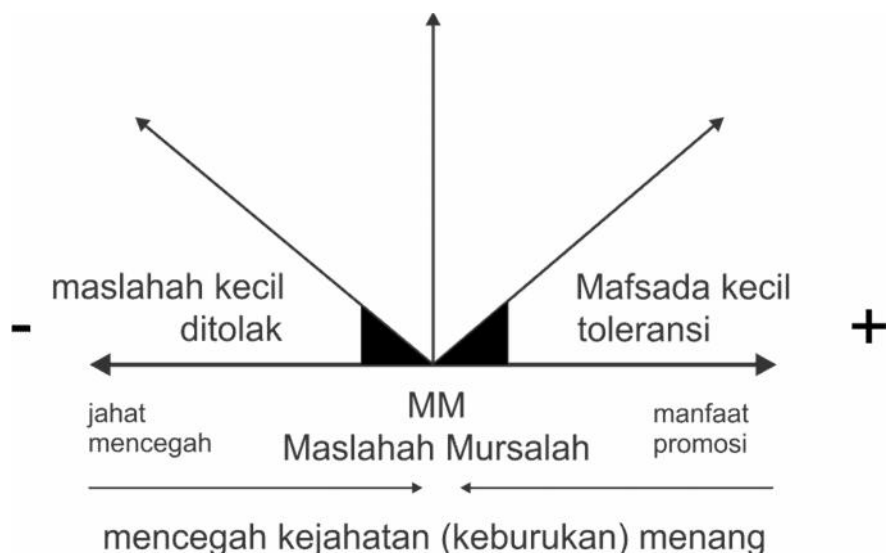 maslahah kecil
ditolak
Mafsada kecil
toleransi
-
+
jahat
mencegah
MM
Maslahah Mursalah
manfaat
promosi
mencegah kejahatan (keburukan) menang